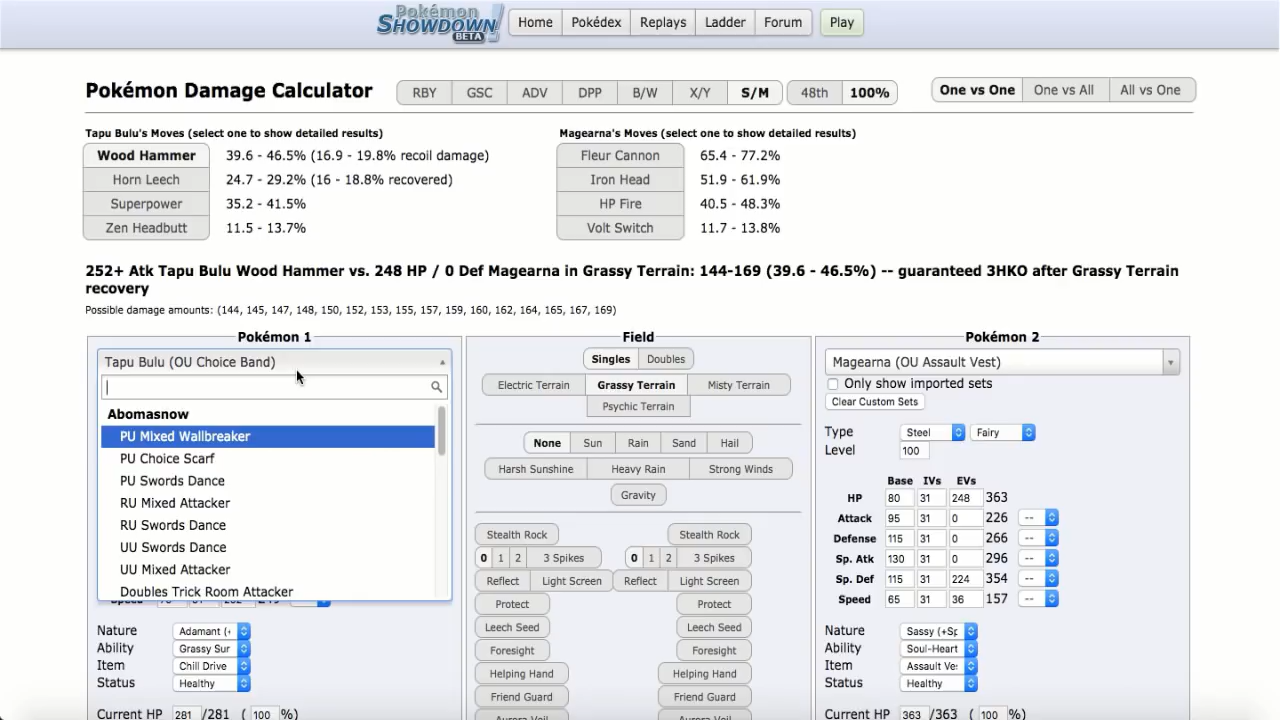 Pokémon
SHOWDOWN
BETA
Home Pokédex Replays Ladder Forum Play
Pokémon Damage Calculator RBY GSC ADV DPP B/W X/Y S/M 48th 100% One vs One One vs All All vs One
Tapu Bulu's Moves (select one to show detailed results)
Wood Hammer 39.6 - 46.5% (16.9 - 19.8% recoil damage)
Horn Leech 24.7 - 29.2% (16 - 18.8% recovered)
Superpower 35.2 - 41.5%
Zen Headbutt 11.5 - 13.7%
Magearna's Moves (select one to show detailed results)
Fleur Cannon 65.4 - 77.2%
Iron Head 51.9 - 61.9%
HP Fire 40.5 - 48.3%
Volt Switch 11.7 - 13.8%
252+ Atk Tapu Bulu Wood Hammer vs. 248 HP / 0 Def Magearna in Grassy Terrain: 144-169 (39.6 - 46.5%) -- guaranteed 3HKO after Grassy Terrain
recovery
Possible damage amounts: (144, 145, 147, 148, 150, 152, 153, 155, 157, 159, 160, 162, 164, 165, 167, 169)
Pokémon 1
Tapu Bulu (OU Choice Band)
Abomasnow
PU Mixed Wallbreaker
PU Choice Scarf
PU Swords Dance
RU Mixed Attacker
RU Swords Dance
UU Swords Dance
UU Mixed Attacker
Doubles Trick Room Attacker
Nature Adamant (+
Ability Grassy Sur
Item Chill Drive
Status Healthy
Current HP 281 /281 ( 100 %)
Field
Singles Doubles
Electric Terrain Grassy Terrain Misty Terrain
Psychic Terrain
None Sun Rain Sand Hail
Harsh Sunshine Heavy Rain Strong Winds
Gravity
Stealth Rock Stealth Rock
0 1 2 3 Spikes 0 1 2 3 Spikes
Reflect Light Screen Reflect Light Screen
Protect Protect
Leech Seed Leech Seed
Foresight Foresight
Helping Hand Helping Hand
Friend Guard Friend Guard
Aurora Veil Aurora Veil
Pokémon 2
Magearna (OU Assault Vest)
Only show imported sets
Clear Custom Sets
Type Steel Fairy
Level 100
Base IVs EVs
HP 80 31 248 363
Attack 95 31 0 226 --
Defense 115 31 0 266 --
Sp. Atk 130 31 0 296 --
Sp. Def 115 31 224 354 --
Speed 65 31 36 157 --
Nature Sassy (+Sp
Ability Soul-Heart
Item Assault Ve
Status Healthy
Current HP 363 /363 ( 100 %)